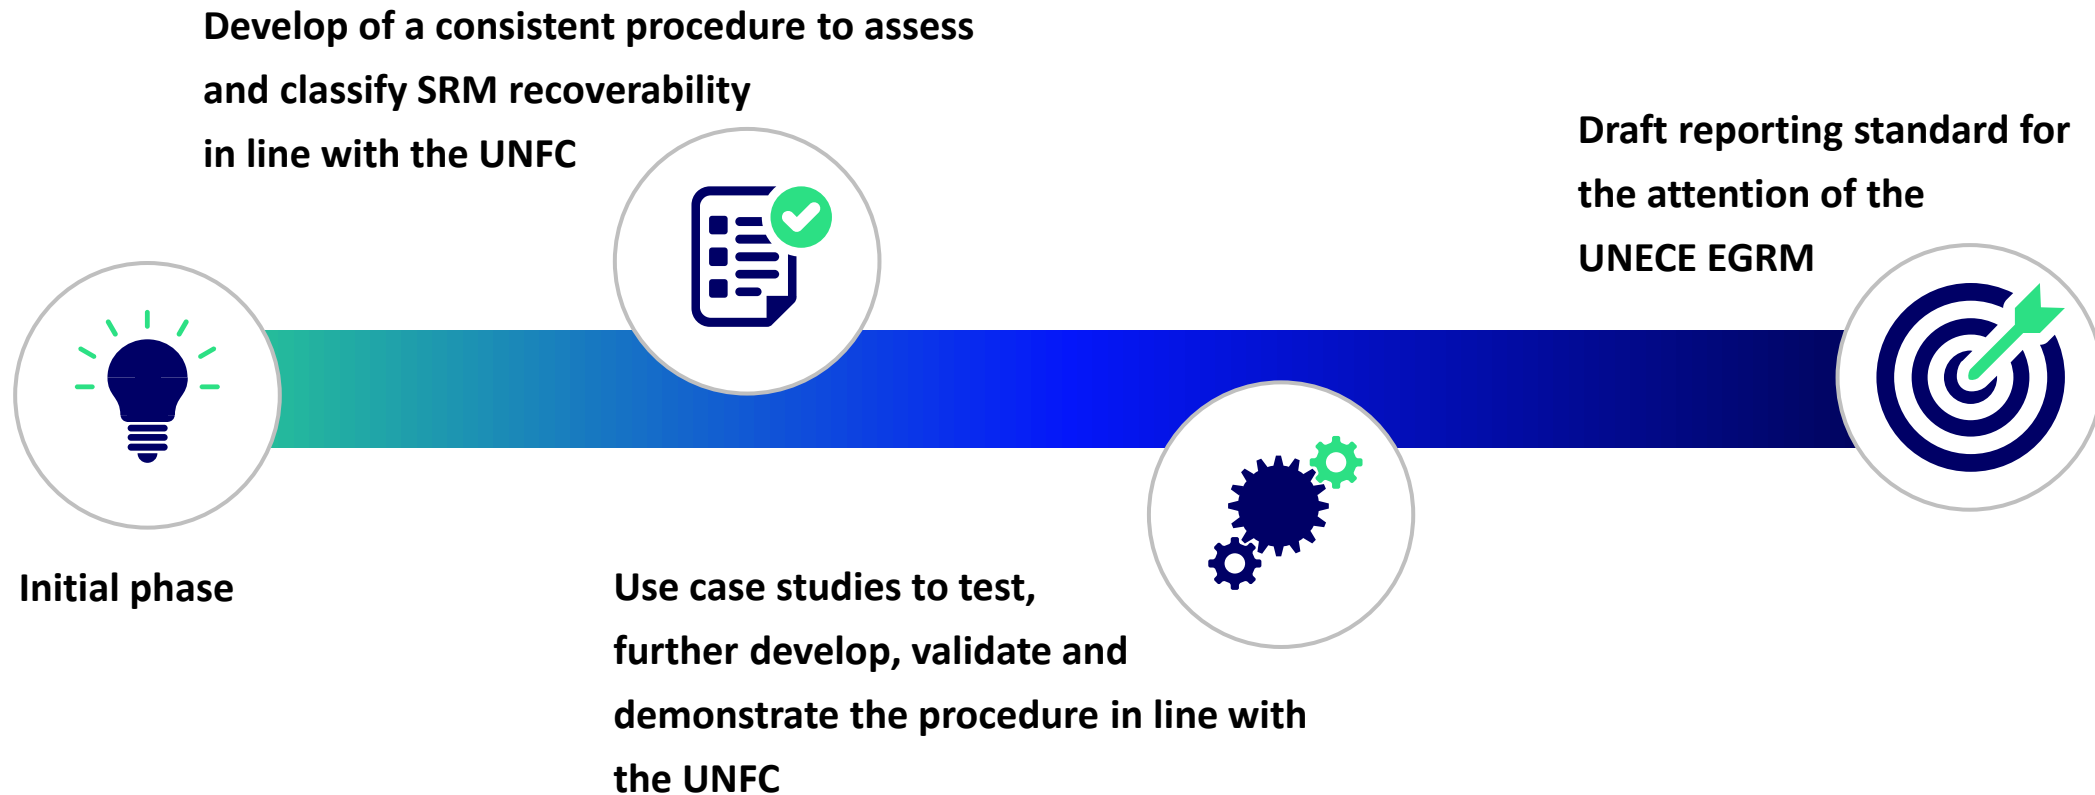 Develop of a consistent procedure to assess
and classify SRM recoverability
in line with the UNFC
Draft reporting standard for
the attention of the
UNECE EGRM
Initial phase
Use case studies to test,
further develop, validate and
demonstrate the procedure in line with
the UNFC